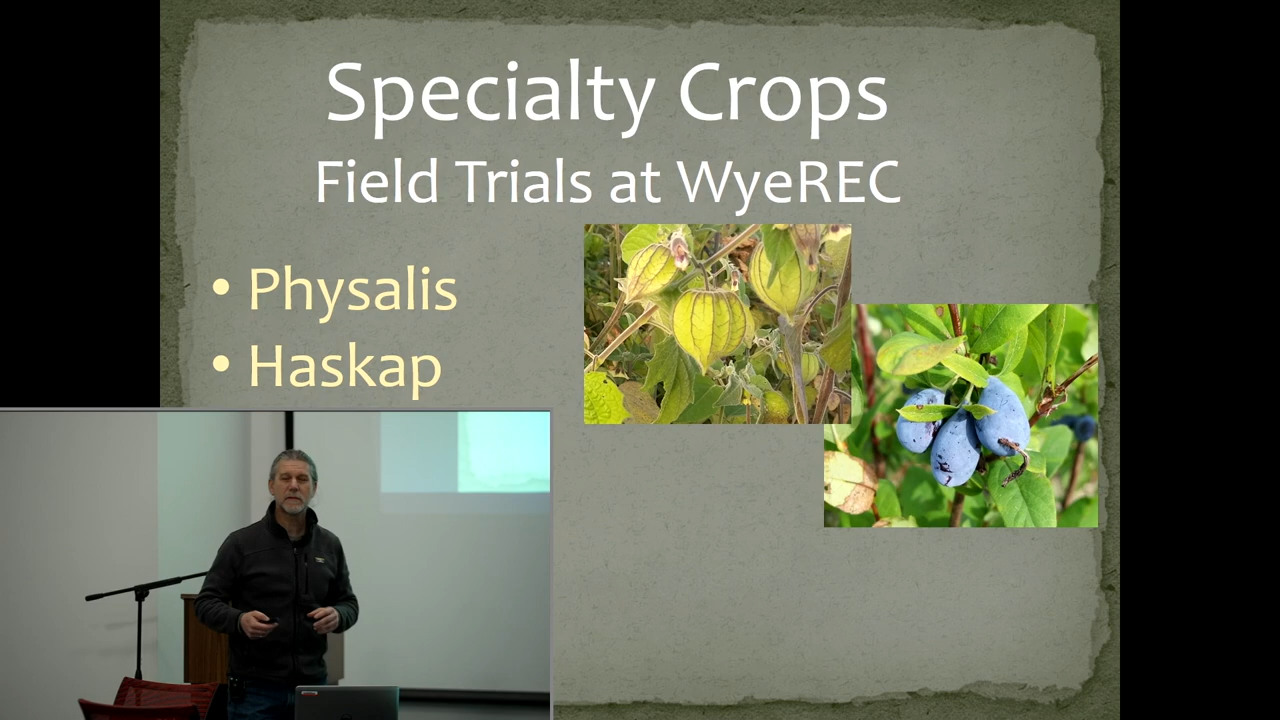 Specialty Crops
Field Trials at WyeREC
• Physalis
• Haskap